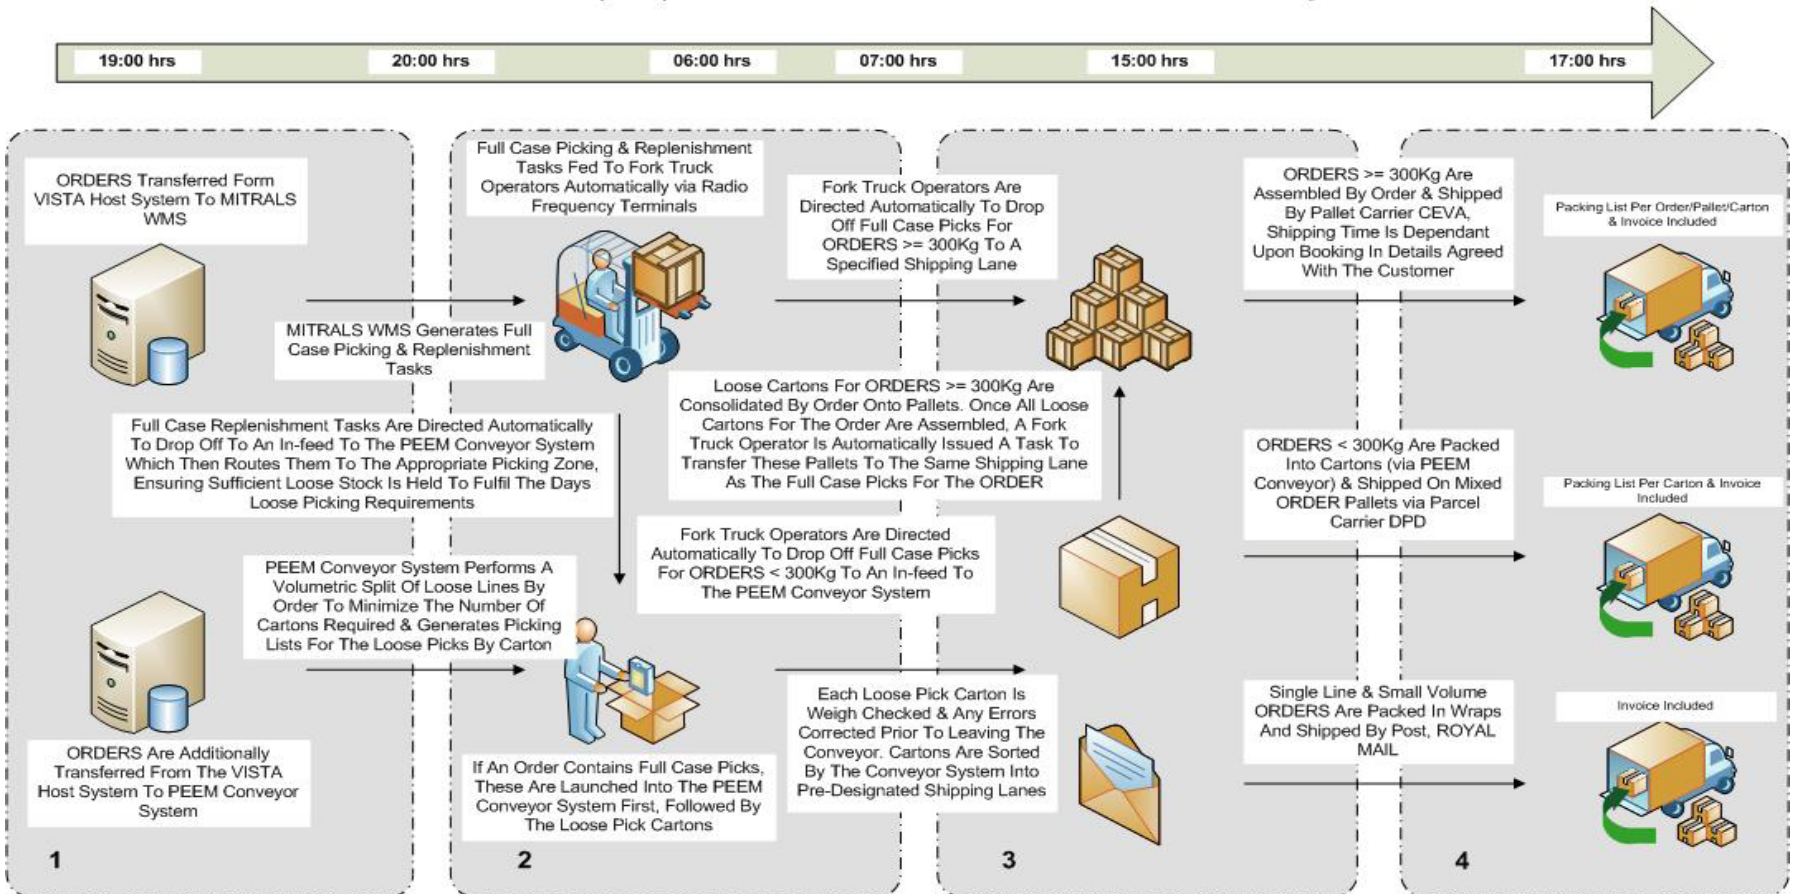 19:00 hrs
20:00 hrs
06:00 hrs
07:00 hrs
15:00 hrs
17:00 hrs
ORDERS Transferred Form
VISTA Host System To MITRALS
WMS
MITRALS WMS Generates Full
Case Picking & Replenishment
Tasks
Full Case Picking & Replenishment
Tasks Fed To Fork Truck
Operators Automatically via Radio
Frequency Terminals
Fork Truck Operators Are
Directed Automatically To Drop
Off Full Case Picks For
ORDERS >= 300Kg To A
Specified Shipping Lane
ORDERS >= 300Kg Are
Assembled By Order & Shipped
By Pallet Carrier CEVA,
Shipping Time Is Dependant
Upon Booking In Details Agreed
With The Customer
Packing List Per Order/Pallet/Carton
& Invoice Included
Full Case Replenishment Tasks Are Directed Automatically
To Drop Off To An In-feed To The PEEM Conveyor System
Which Then Routes Them To The Appropriate Picking Zone,
Ensuring Sufficient Loose Stock Is Held To Fulfil The Days
Loose Picking Requirements
Loose Cartons For ORDERS >= 300Kg Are
Consolidated By Order Onto Pallets. Once All Loose
Cartons For The Order Are Assembled, A Fork
Truck Operator Is Automatically Issued A Task To
Transfer These Pallets To The Same Shipping Lane
As The Full Case Picks For The ORDER
ORDERS < 300Kg Are Packed
Into Cartons (via PEEM
Conveyor) & Shipped On Mixed
ORDER Pallets via Parcel
Carrier DPD
Packing List Per Carton & Invoice
Included
Fork Truck Operators Are Directed
Automatically To Drop Off Full Case Picks
For ORDERS < 300Kg To An In-feed To
The PEEM Conveyor System
PEEM Conveyor System Performs A
Volumetric Split Of Loose Lines By
Order To Minimize The Number Of
Cartons Required & Generates Picking
Lists For The Loose Picks By Carton
ORDERS Are Additionally
Transferred From The VISTA
Host System To PEEM Conveyor
System
If An Order Contains Full Case Picks,
These Are Launched Into The PEEM
Conveyor System First, Followed By
The Loose Pick Cartons
Each Loose Pick Carton Is
Weigh Checked & Any Errors
Corrected Prior To Leaving The
Conveyor. Cartons Are Sorted
By The Conveyor System Into
Pre-Designated Shipping Lanes
Single Line & Small Volume
ORDERS Are Packed In Wraps
And Shipped By Post, ROYAL
MAIL
Invoice Included
1
2
3
4